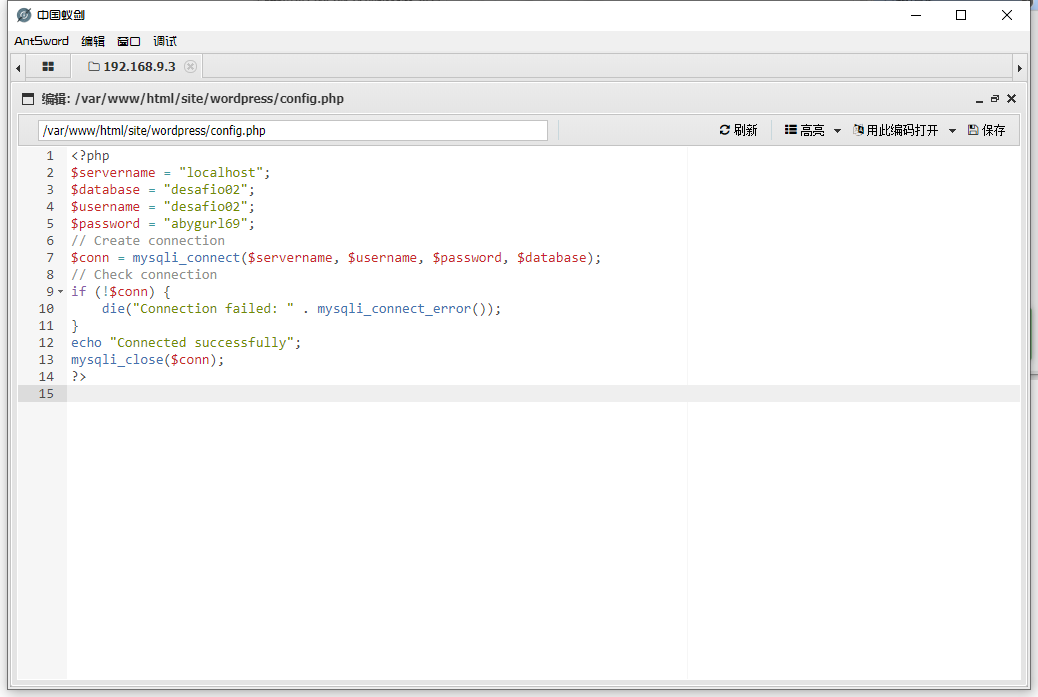 中国蚁剑
AntSword 编辑 窗口 调试
192.168.9.3
编辑: /var/www/html/site/wordpress/config.php
/var/www/html/site/wordpress/config.php 刷新 高亮 用此编码打开 保存
1 <?php
2 $servername = "localhost";
3 $database = "desafio02";
4 $username = "desafio02";
5 $password = "abygurl69";
6 // Create connection
7 $conn = mysqli_connect($servername, $username, $password, $database);
8 // Check connection
9 if (!$conn) {
10     die("Connection failed: " . mysqli_connect_error());
11 }
12 echo "Connected successfully";
13 mysqli_close($conn);
14 ?>
15